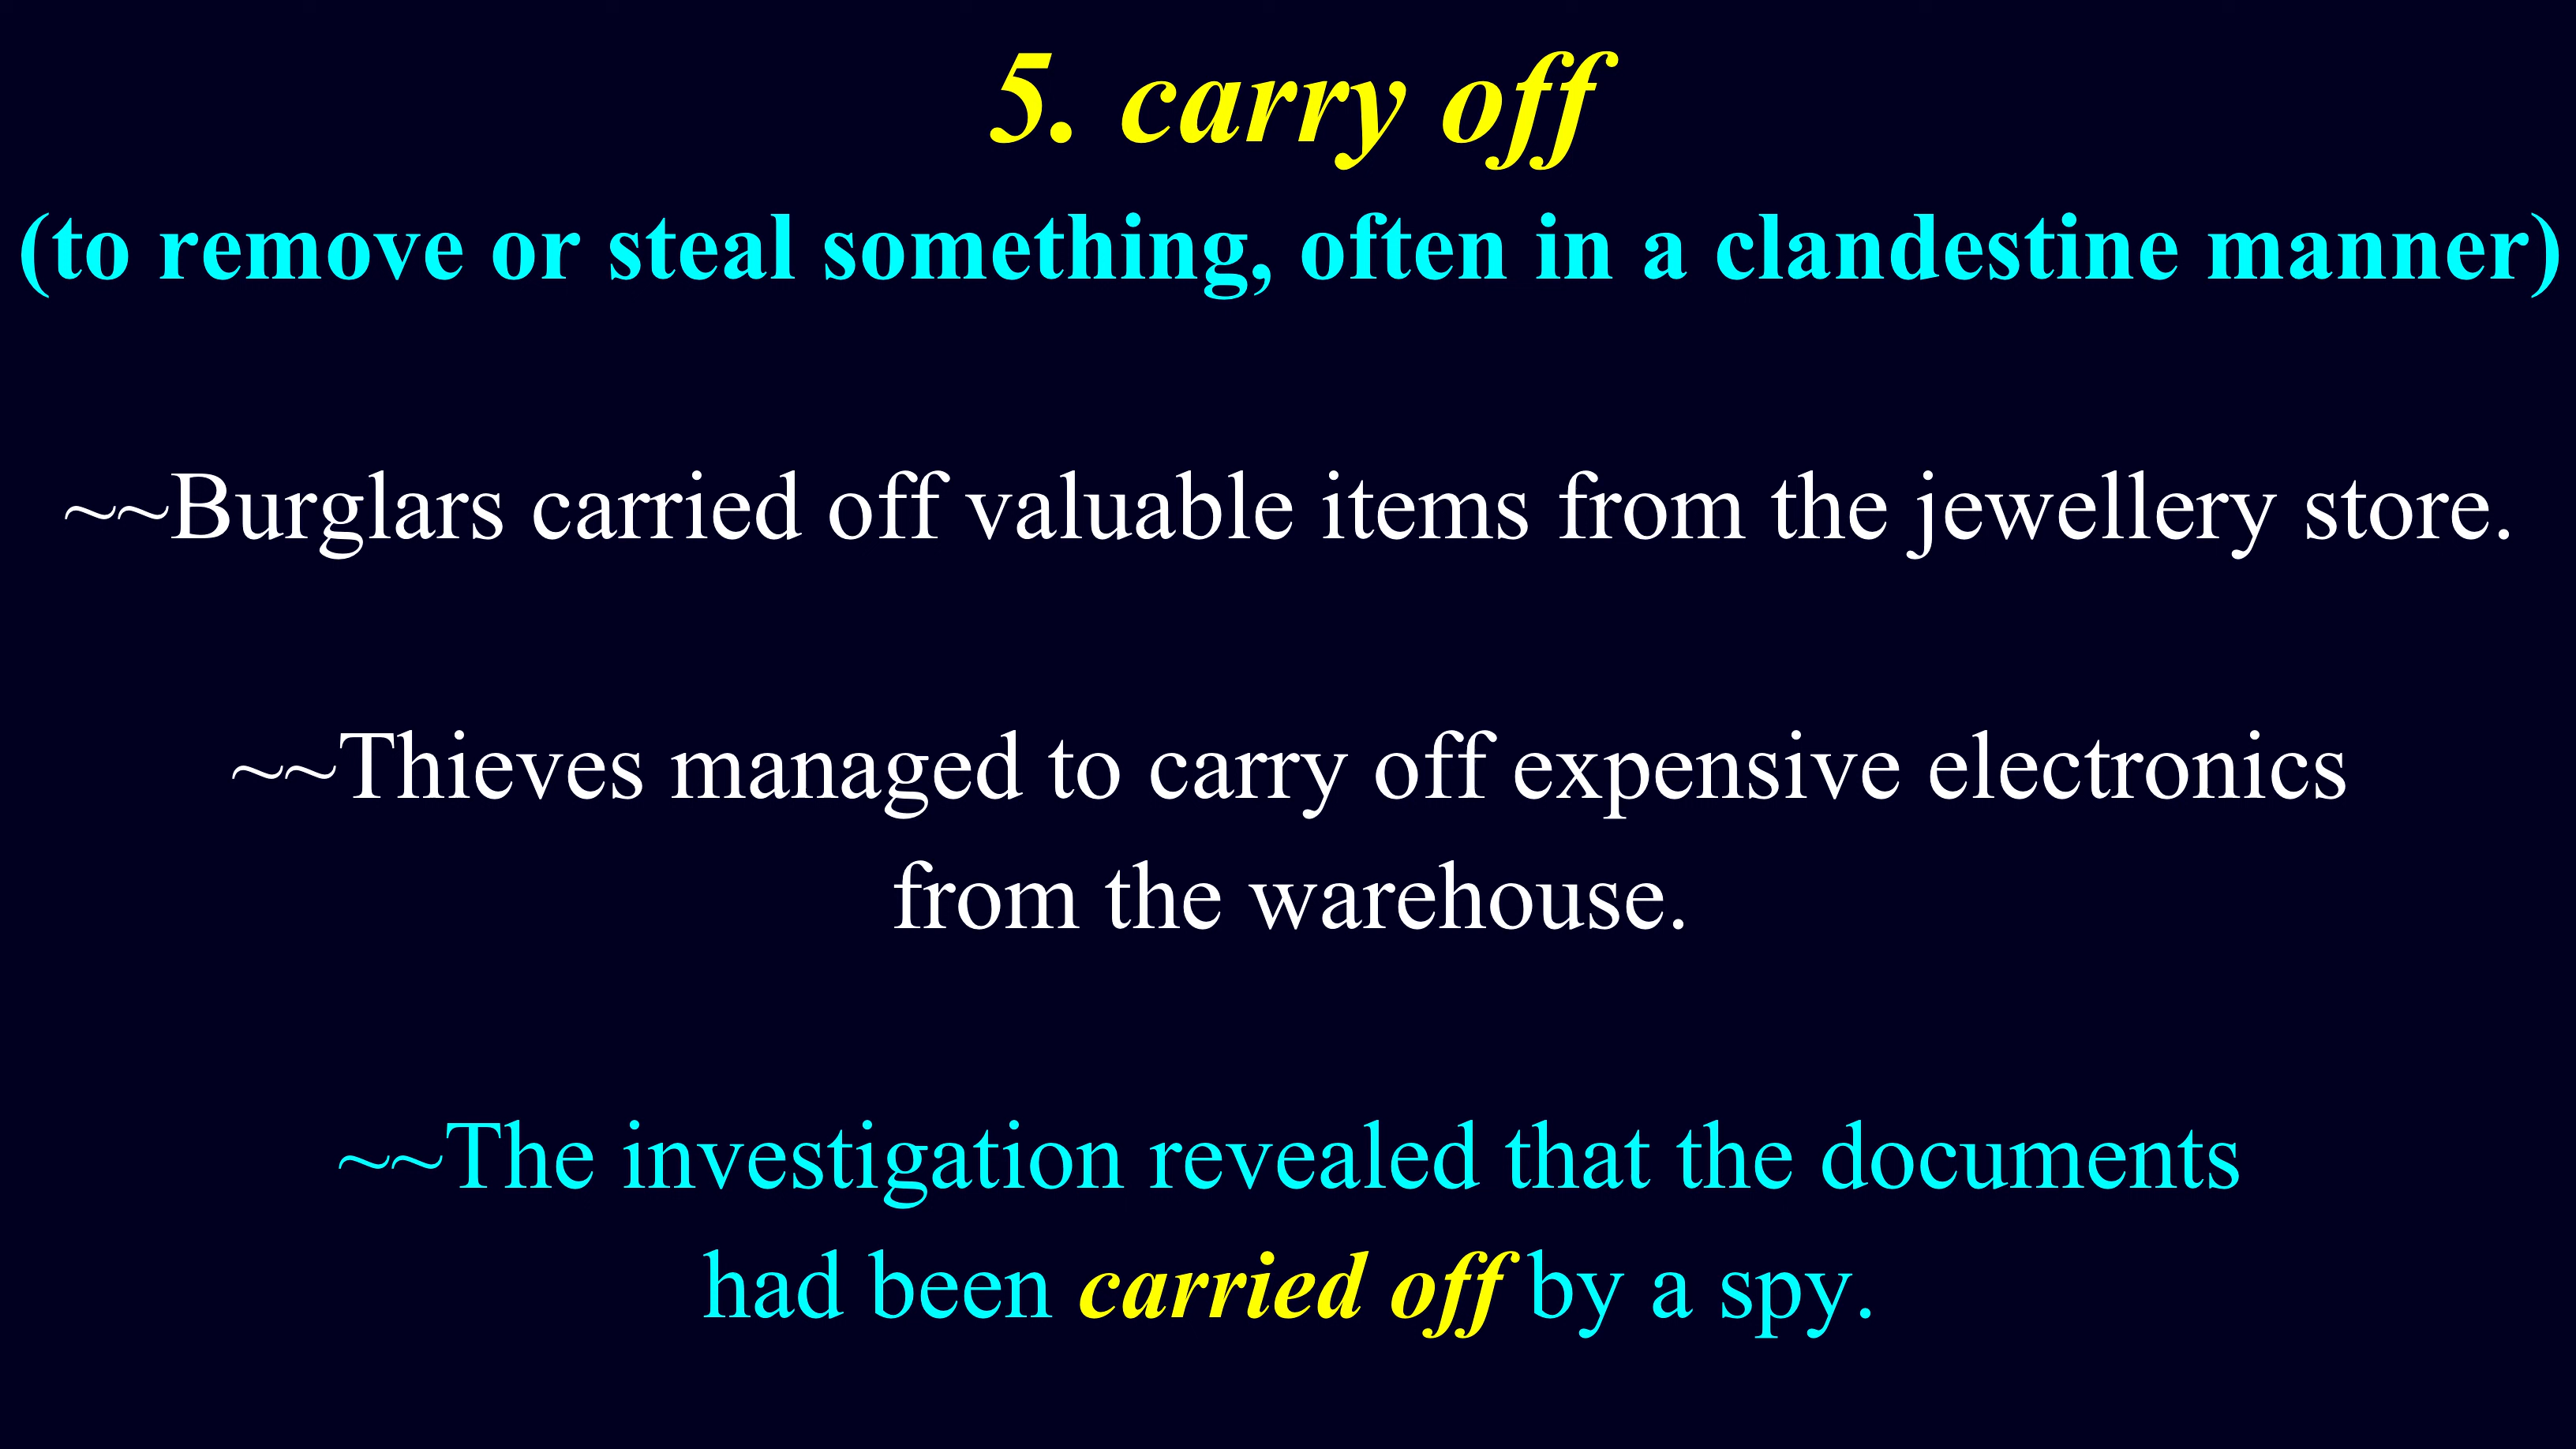 5. carry off
(to remove or steal something, often in a clandestine manner)
~~Burglars carried off valuable items from the jewellery store.
~~Thieves managed to carry off expensive electronics
from the warehouse.
~~The investigation revealed that the documents
had been carried off by a spy.